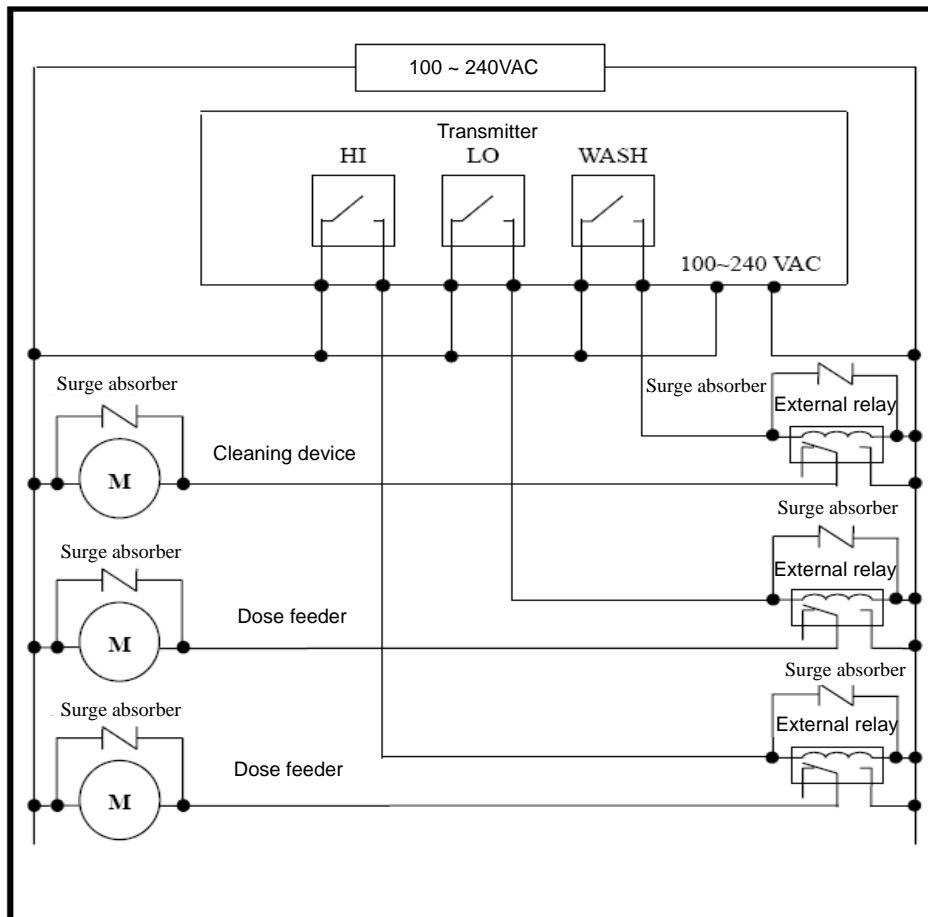 100 ~ 240VAC
Transmitter
HI LO WASH
100~240 VAC
Surge absorber
Surge absorber
External relay
Cleaning device
M
Surge absorber
Surge absorber
External relay
Dose feeder
M
Surge absorber
Surge absorber
External relay
Dose feeder
M